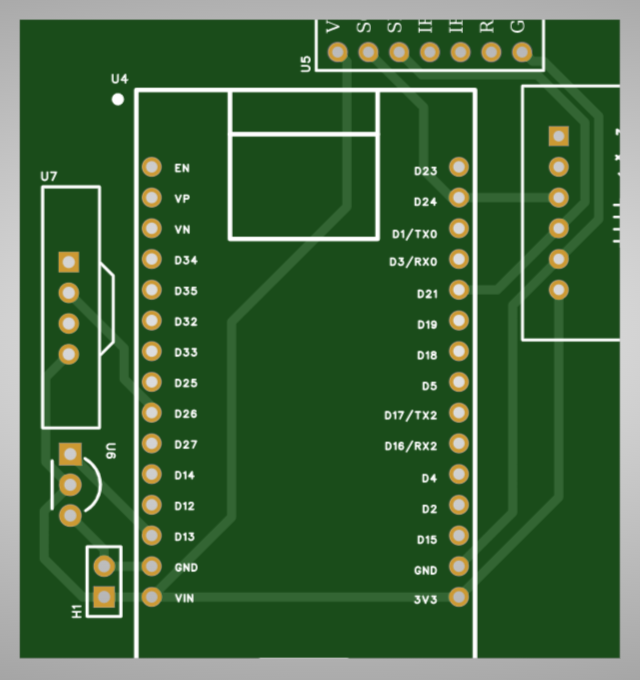 V S S IF IF R G
U5
U4
U7
EN
VP
VN
D34
D35
D32
D33
D25
D26
D27
D14
D12
D13
GND
VIN
D23
D24
D1/TX0
D3/RX0
D21
D19
D18
D5
D17/TX2
D16/RX2
D4
D2
D15
GND
3V3
U6
H1